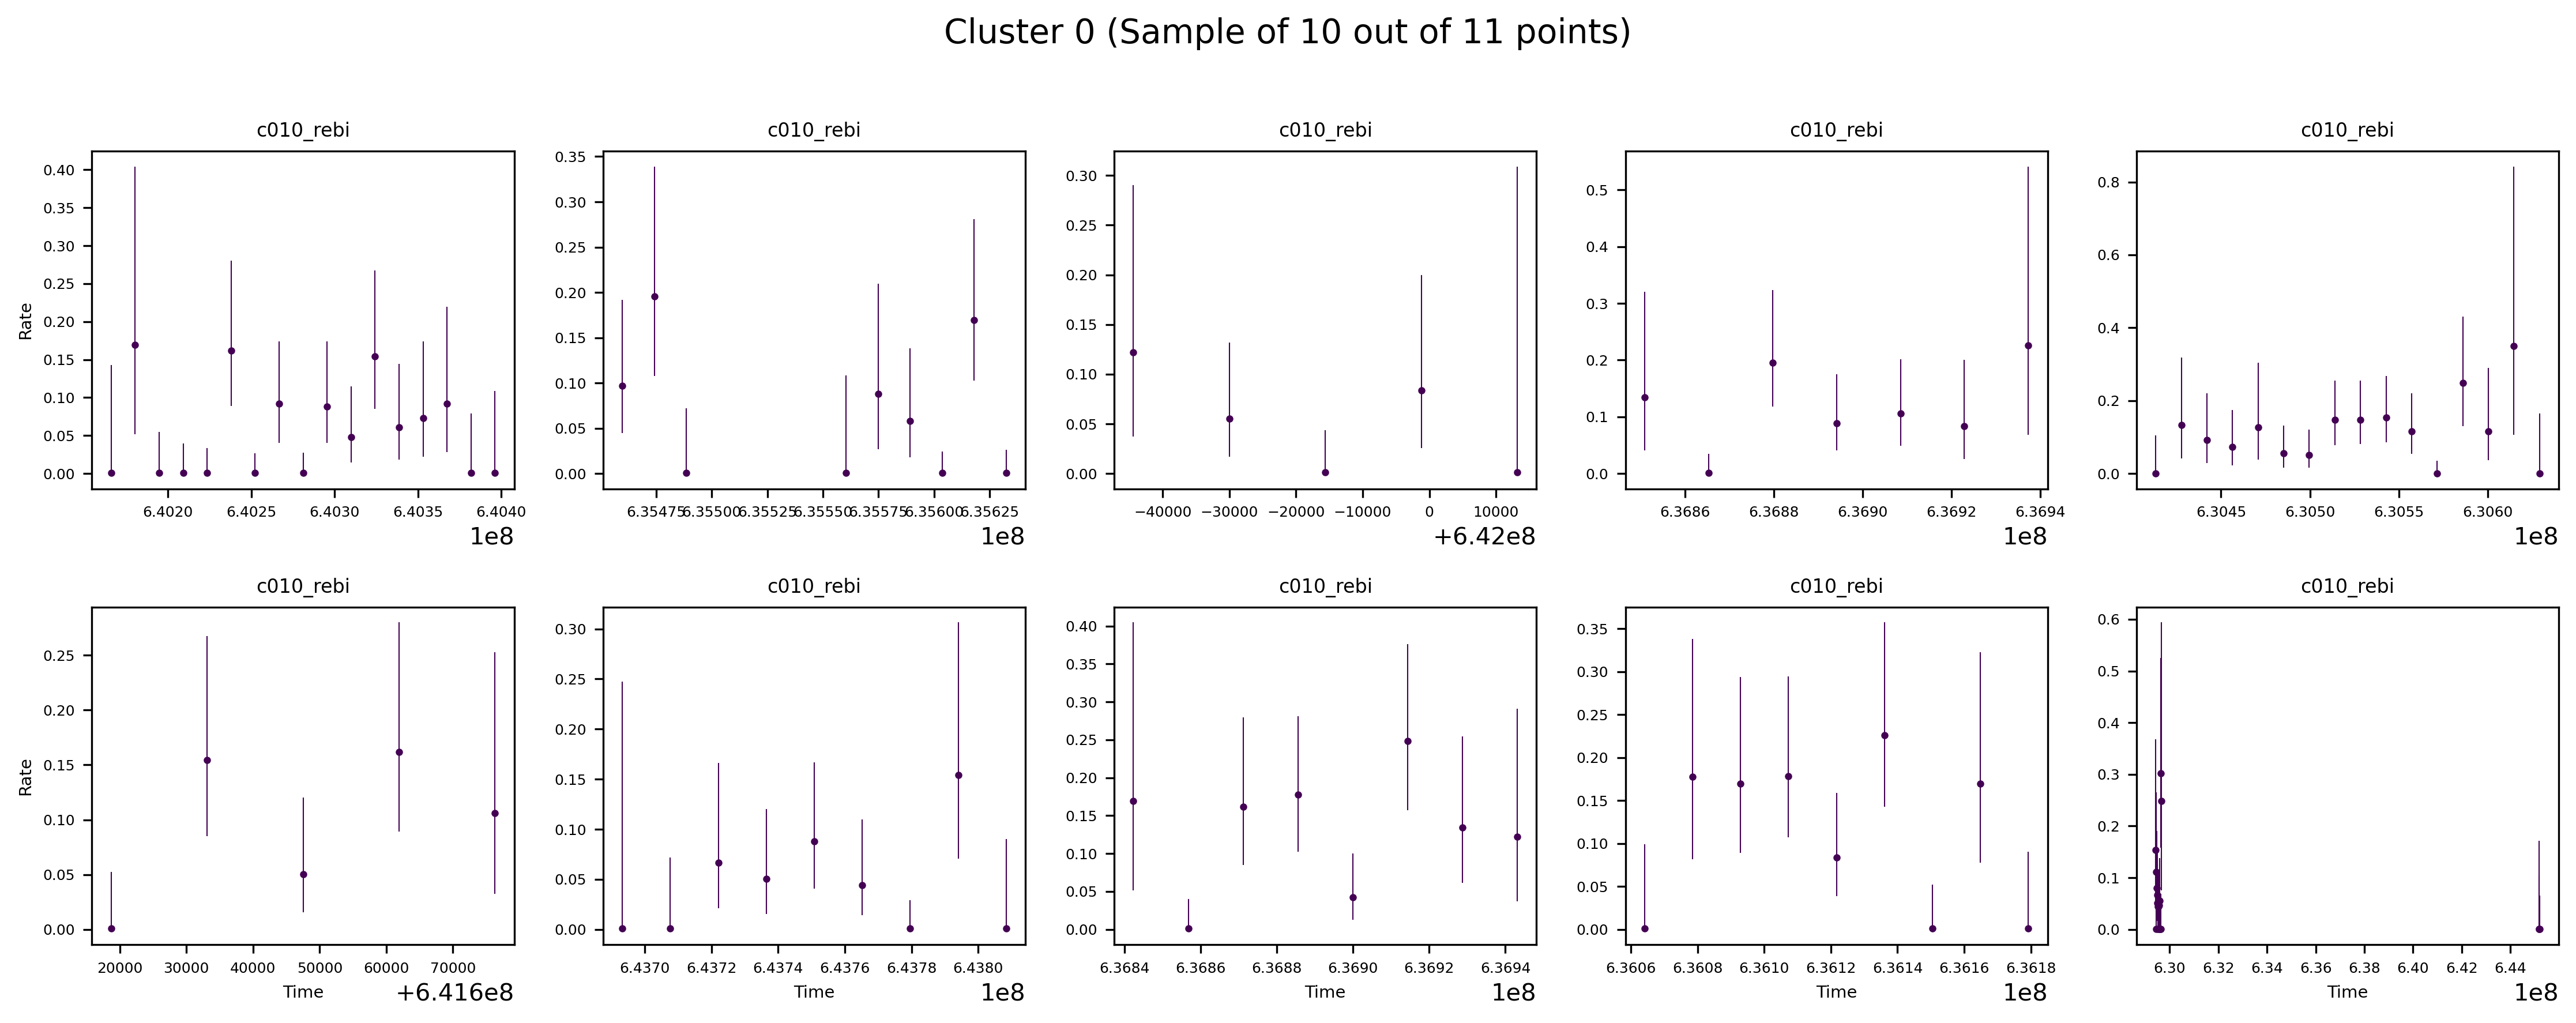 Cluster 0 (Sample of 10 out of 11 points)
c010_rebi c010_rebi c010_rebi c010_rebi c010_rebi
Rate
0.40 0.35 0.30 0.25 0.20 0.15 0.10 0.05 0.00
6.4020 6.4025 6.4030 6.4035 6.4040
1e8
0.35 0.30 0.25 0.20 0.15 0.10 0.05 0.00
6.35475 6.35500 6.35525 6.35550 6.35575 6.35600 6.35625
1e8
0.30 0.25 0.20 0.15 0.10 0.05 0.00
−40000 −30000 −20000 −10000 0 10000
+6.42e8
0.5 0.4 0.3 0.2 0.1 0.0
6.3686 6.3688 6.3690 6.3692 6.3694
1e8
0.8 0.6 0.4 0.2 0.0
6.3045 6.3050 6.3055 6.3060
1e8
c010_rebi c010_rebi c010_rebi c010_rebi c010_rebi
Rate
0.25 0.20 0.15 0.10 0.05 0.00
20000 30000 40000 50000 60000 70000
Time +6.416e8
0.30 0.25 0.20 0.15 0.10 0.05 0.00
6.4370 6.4372 6.4374 6.4376 6.4378 6.4380
Time 1e8
0.40 0.35 0.30 0.25 0.20 0.15 0.10 0.05 0.00
6.3684 6.3686 6.3688 6.3690 6.3692 6.3694
Time 1e8
0.35 0.30 0.25 0.20 0.15 0.10 0.05 0.00
6.3606 6.3608 6.3610 6.3612 6.3614 6.3616 6.3618
Time 1e8
0.6 0.5 0.4 0.3 0.2 0.1 0.0
6.30 6.32 6.34 6.36 6.38 6.40 6.42 6.44
Time 1e8